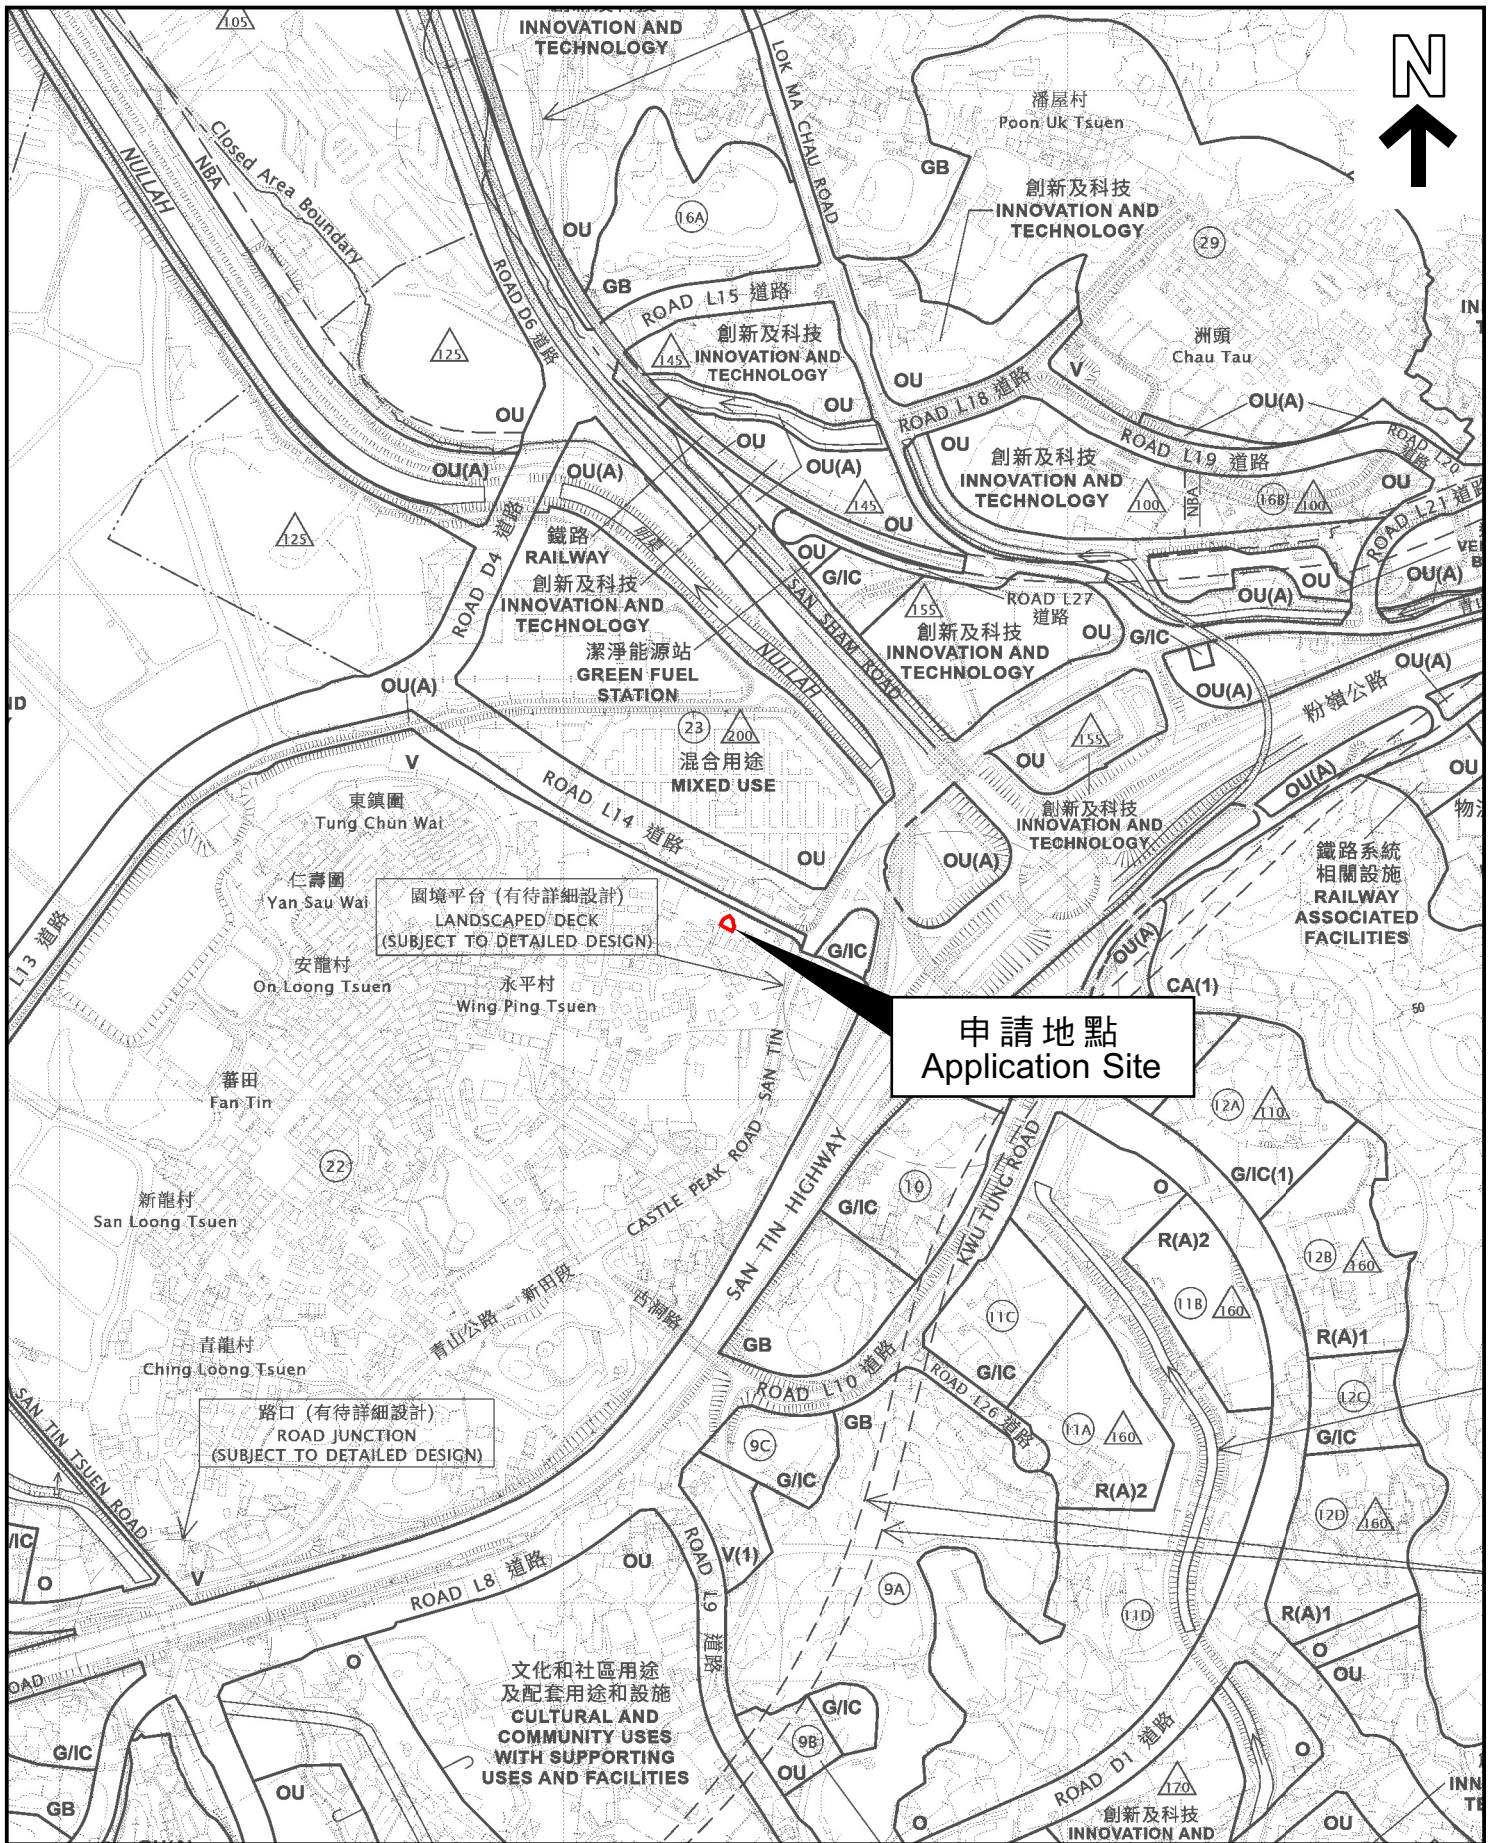 105
INNOVATION AND
TECHNOLOGY
N
LOK MA CHAU ROAD
潘屋村
Poon Uk Tsuen
GB
創新及科技
INNOVATION AND
TECHNOLOGY
29
Closed Area Boundary
NULLAH
NBA
16A
OU
GB
ROAD D6 道路
ROAD L15 道路
創新及科技
INNOVATION AND
TECHNOLOGY
145
125
洲頭
Chau Tau
V
OU
OU
ROAD L18 道路
OU(A)
ROAD L19 道路
ROAD L20
道路
OU
OU
OU
OU(A)
OU(A)
OU(A)
創新及科技
INNOVATION AND
TECHNOLOGY
100
NBA
16B
100
OU
ROAD L21 道路
145
OU
125
ROAD D4 道路
鐵路
RAILWAY
明渠
創新及科技
INNOVATION AND
TECHNOLOGY
OU
G/IC
155
ROAD L27
道路
OU
OU(A)
OU(A)
創新及科技
INNOVATION AND
TECHNOLOGY
OU
G/IC
潔淨能源站
GREEN FUEL
STATION
NULLAH
SAN SHAM ROAD
OU(A)
OU(A)
OU(A)
粉嶺公路
23
200
混合用途
MIXED USE
155
OU
OU(A)
OU
V
東鎮圍
Tung Chun Wai
ROAD L14 道路
創新及科技
INNOVATION AND
TECHNOLOGY
OU
OU(A)
鐵路系統
相關設施
RAILWAY
ASSOCIATED
FACILITIES
仁壽圍
Yan Sau Wai
園境平台 (有待詳細設計)
LANDSCAPED DECK
(SUBJECT TO DETAILED DESIGN)
G/IC
OU(A)
L13 道路
安龍村
On Loong Tsuen
永平村
Wing Ping Tsuen
CA(1)
50
申請地點
Application Site
蕃田
Fan Tin
12A
110
22
CASTLE PEAK ROAD - SAN TIN
青山公路 - 新田段
SAN TIN HIGHWAY
10
G/IC
KWU TUNG ROAD
O
G/IC(1)
新龍村
San Loong Tsuen
R(A)2
12B
160
11B
160
古洞路
11C
青龍村
Ching Loong Tsuen
GB
R(A)1
G/IC
ROAD L10 道路
ROAD L26 道路
12C
SAN TIN TSUEN ROAD
路口 (有待詳細設計)
ROAD JUNCTION
(SUBJECT TO DETAILED DESIGN)
GB
11A
160
G/IC
9C
G/IC
R(A)2
12D
160
O
V
ROAD L8 道路
OU
ROAD L9 道路
V(1)
9A
11D
R(A)1
O
OU
O
文化和社區用途
及配套用途和設施
CULTURAL AND
COMMUNITY USES
WITH SUPPORTING
USES AND FACILITIES
G/IC
9B
OU
G/IC
GB
OU
ROAD D1 道路
O
170
創新及科技
INNOVATION AND
O
OU